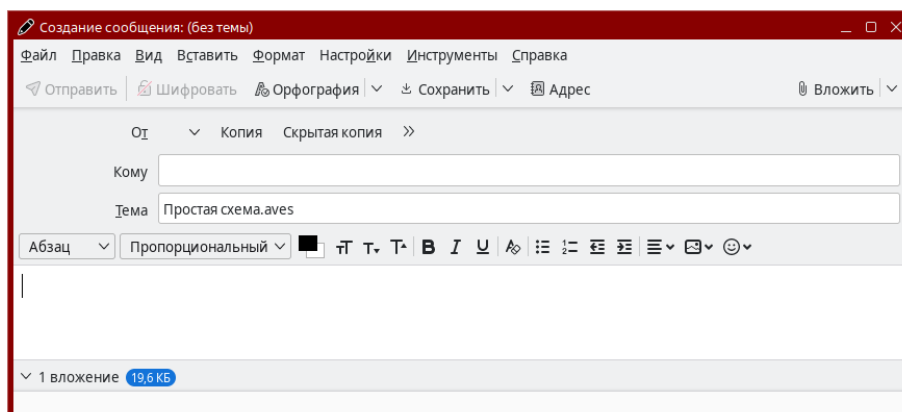 Создание сообщения: (без темы)
Файл Правка Вид Вставить Формат Настройки Инструменты Справка
Отправить Шифровать Орфография Сохранить Адрес Вложить
От Копия Скрытая копия
Кому
Тема Простая схема.aves
Абзац Пропорциональный
1 вложение 19,6 КБ